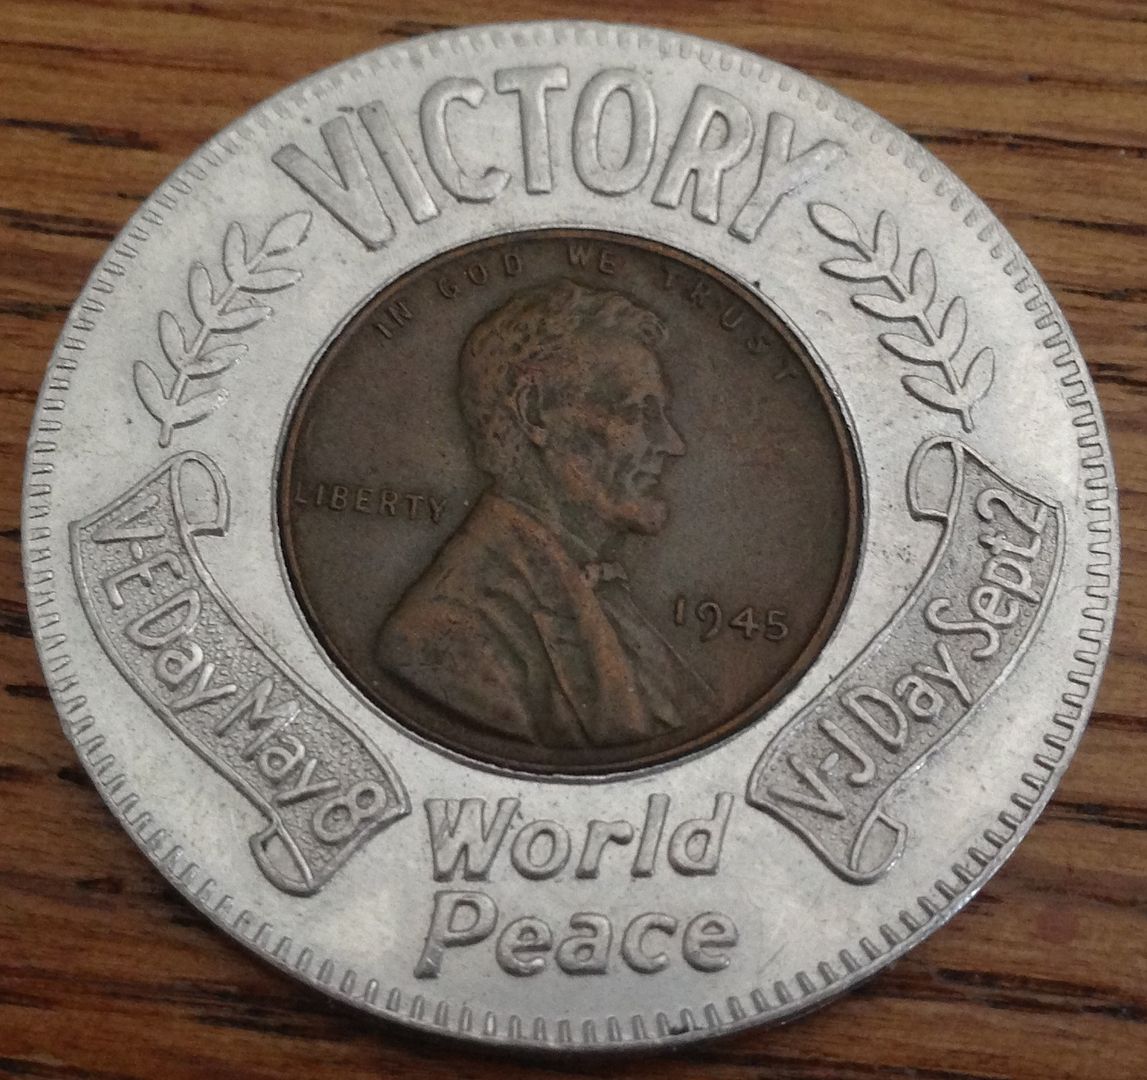 VICTORY
IN GOD WE TRUST
LIBERTY
1945
V-E Day May 8
V-J Day Sept 2
World
Peace